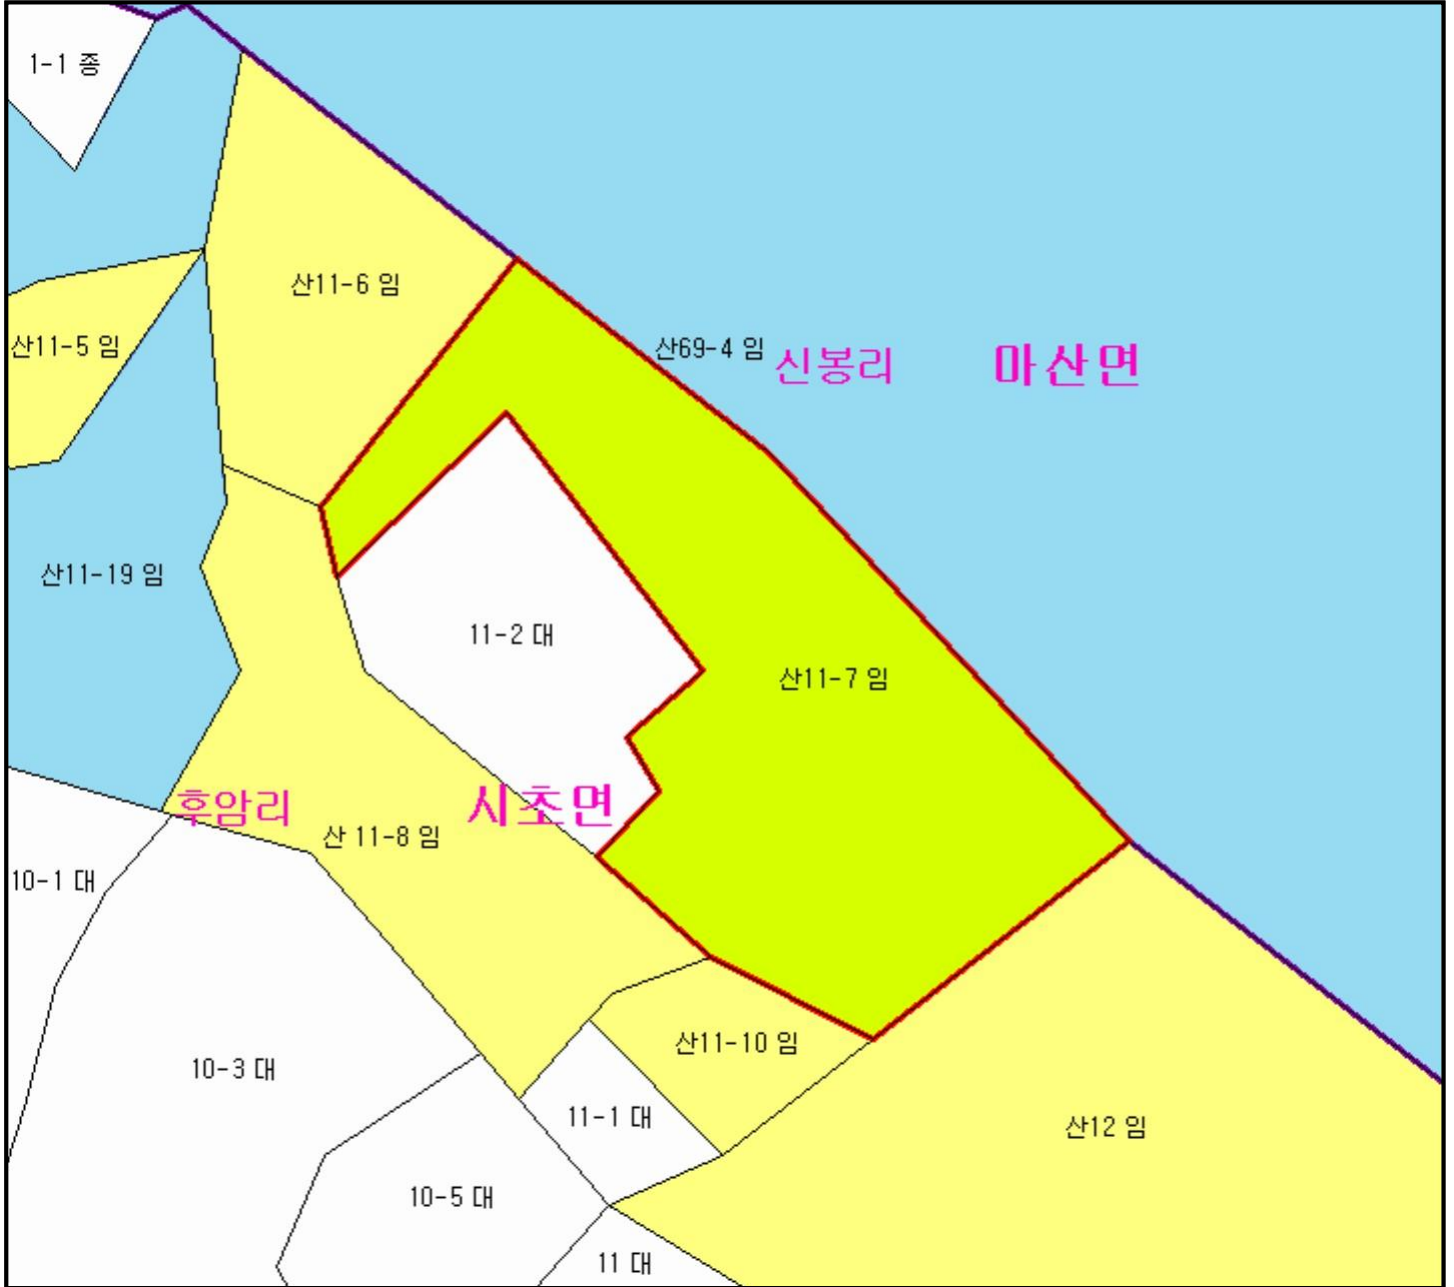 1-1 종
산11-6 임
산11-5 임
산69-4 임
신봉리
마산면
산11-19 임
11-2 대
산11-7 임
후암리
시초면
산 11-8 임
10-1 대
10-3 대
산11-10 임
11-1 대
산12 임
10-5 대
11 대